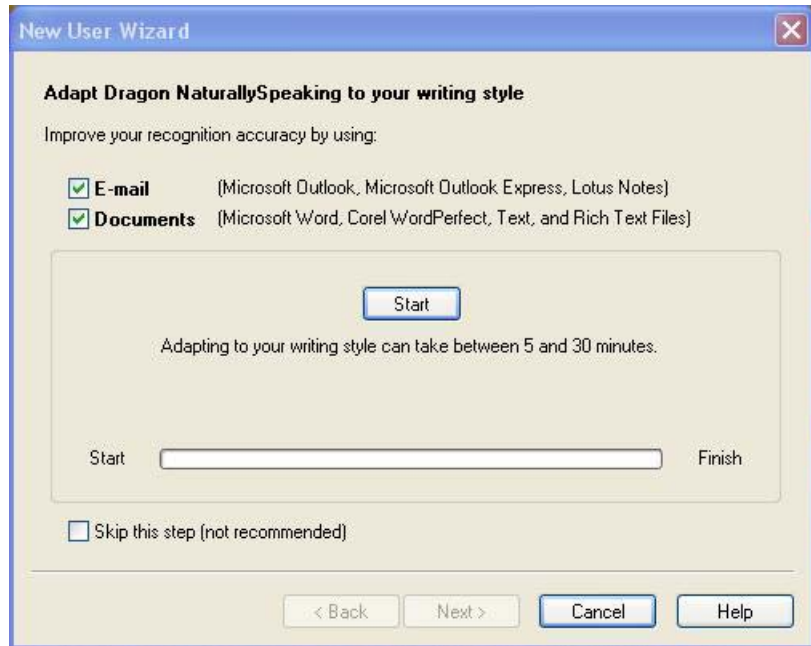 New User Wizard
Adapt Dragon NaturallySpeaking to your writing style
Improve your recognition accuracy by using:
E-mail (Microsoft Outlook, Microsoft Outlook Express, Lotus Notes)
Documents (Microsoft Word, Corel WordPerfect, Text, and Rich Text Files)
Start
Adapting to your writing style can take between 5 and 30 minutes.
Start Finish
Skip this step (not recommended)
< Back Next > Cancel Help